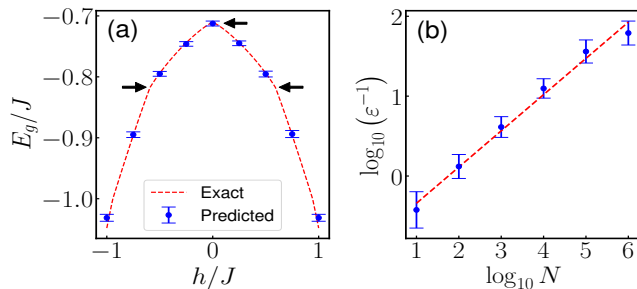 (a)
−0.7
−0.8
−0.9
−1.0
E_g/J
Exact
Predicted
−1
0
1
h/J
(b)
2
1
0
log₁₀(ε⁻¹)
1
2
3
4
5
6
log₁₀ N